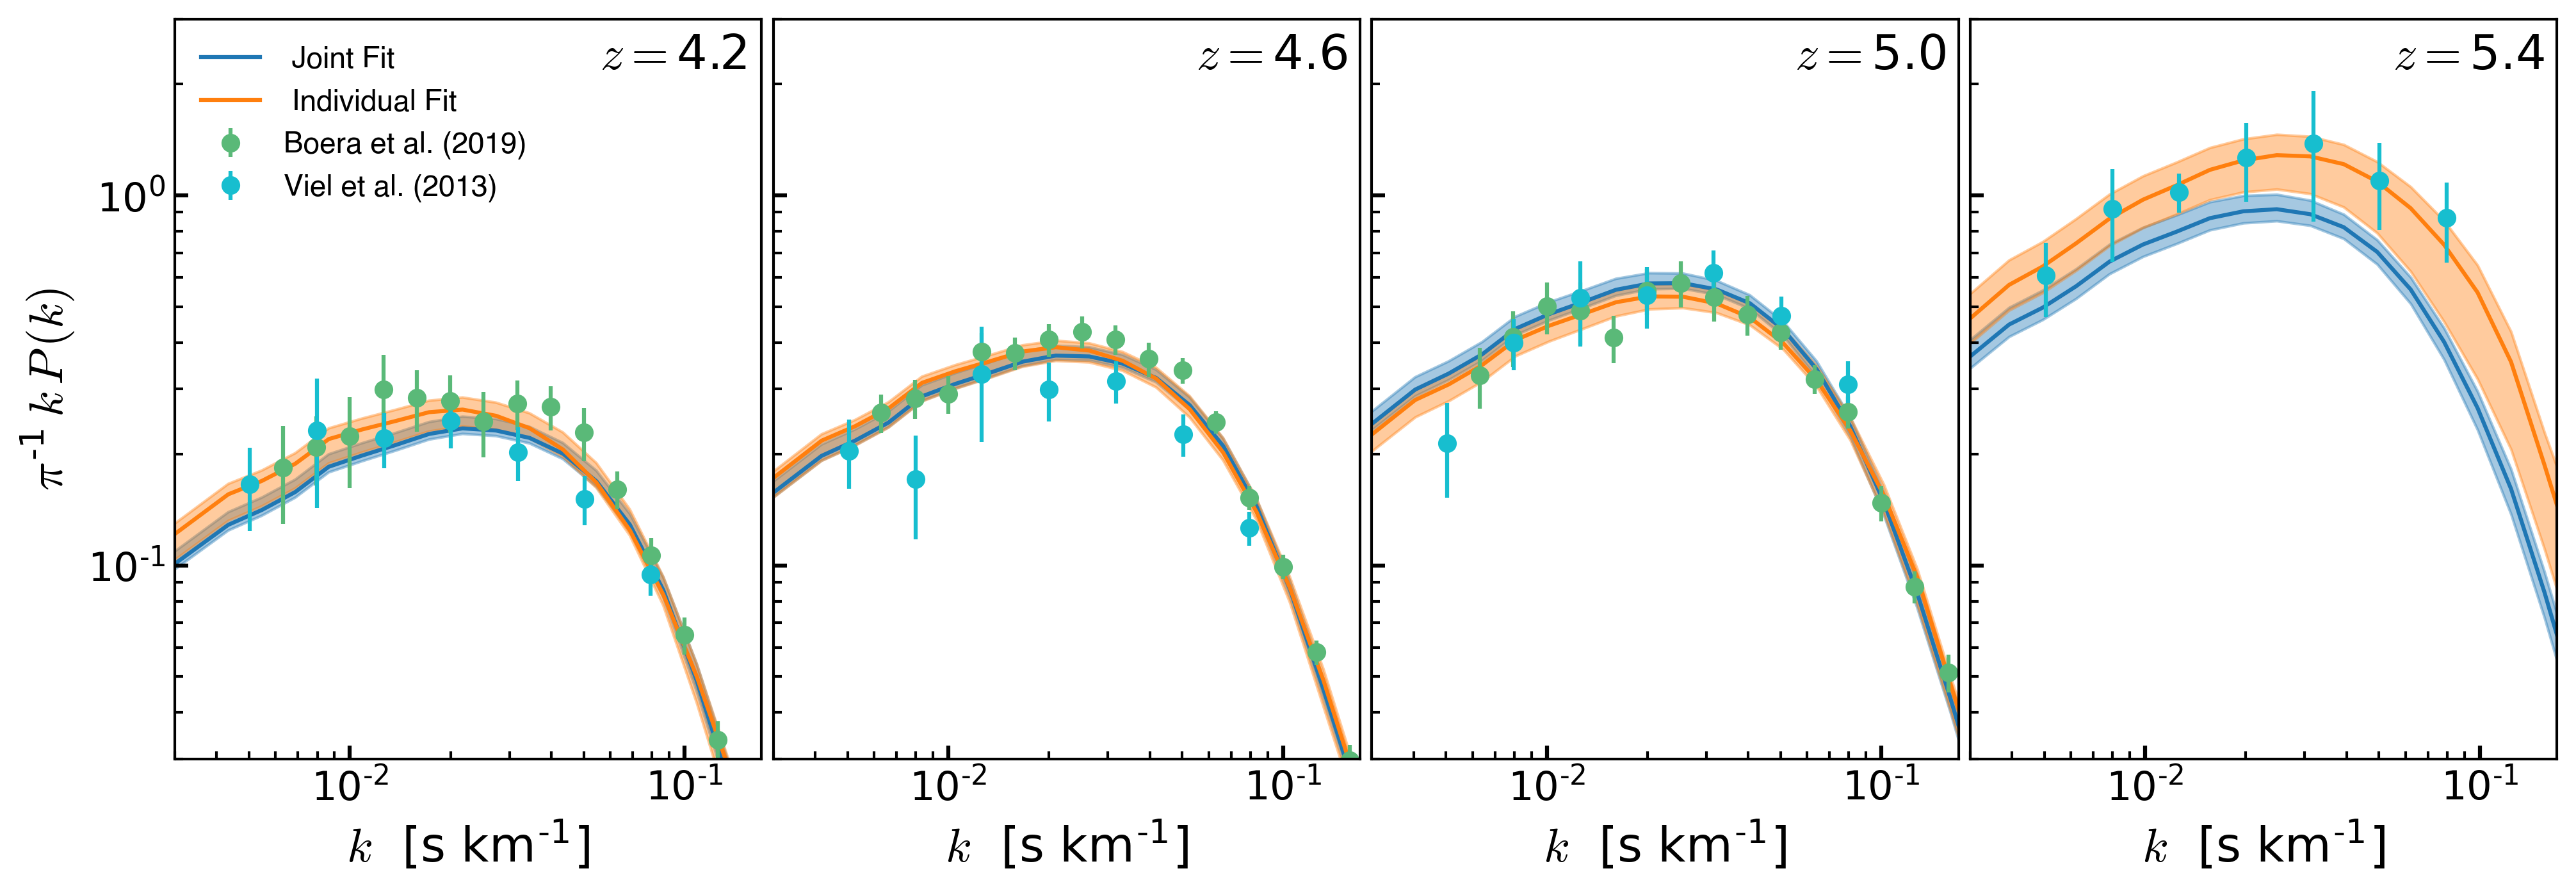 Joint Fit
Individual Fit
Boera et al. (2019)
Viel et al. (2013)
z = 4.2
z = 4.6
z = 5.0
z = 5.4
π⁻¹ k P(k)
10⁰
10⁻¹
10⁻² 10⁻¹ 10⁻² 10⁻¹ 10⁻² 10⁻¹ 10⁻² 10⁻¹
k [s km⁻¹] k [s km⁻¹] k [s km⁻¹] k [s km⁻¹]